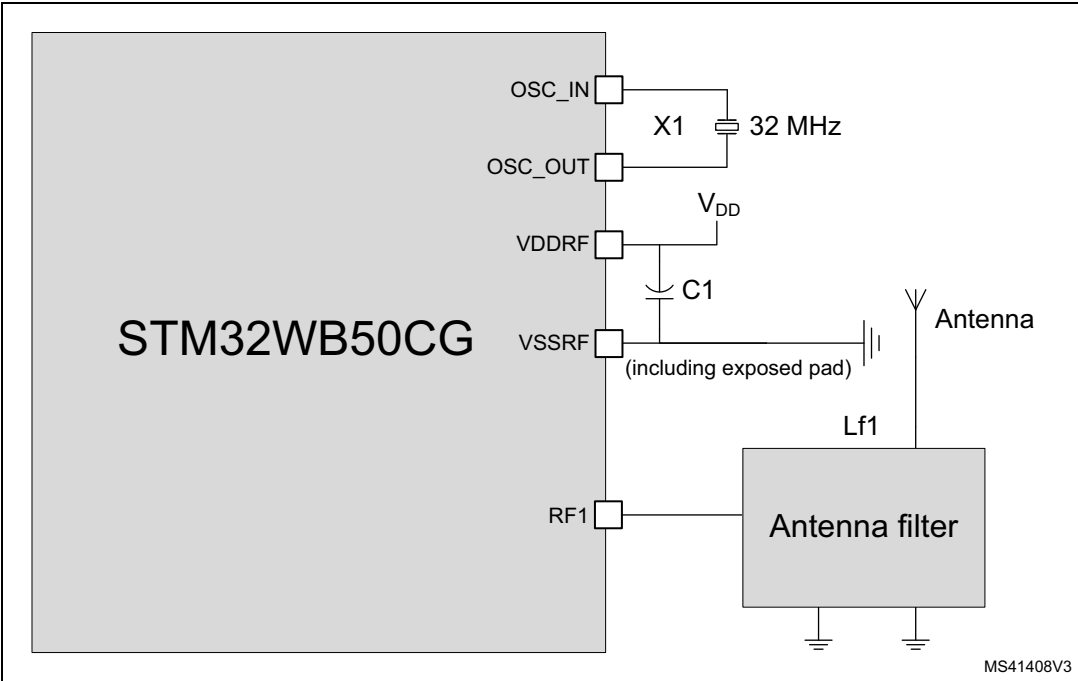 OSC_IN
X1 32 MHz
OSC_OUT
VDD
VDDRF
C1
STM32WB50CG
VSSRF
(including exposed pad)
Antenna
Lf1
RF1
Antenna filter
MS41408V3